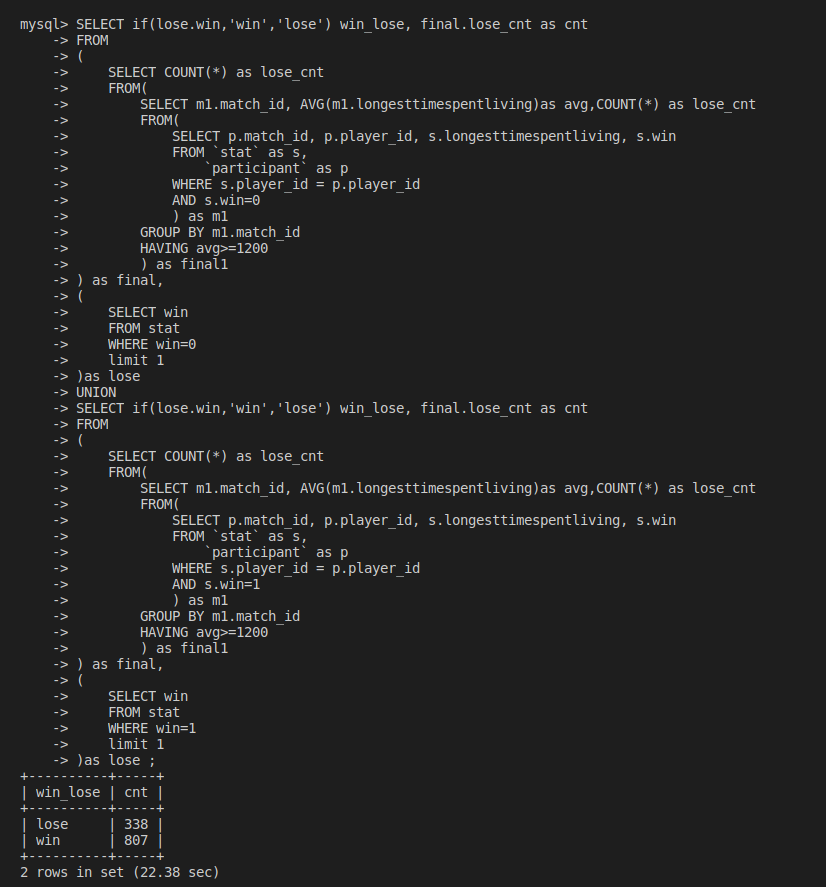 mysql> SELECT if(lose.win,'win','lose') win_lose, final.lose_cnt as cnt
    -> FROM
    -> (
    ->     SELECT COUNT(*) as lose_cnt
    ->     FROM(
    ->         SELECT m1.match_id, AVG(m1.longesttimespentliving)as avg,COUNT(*) as lose_cnt
    ->         FROM(
    ->             SELECT p.match_id, p.player_id, s.longesttimespentliving, s.win
    ->             FROM `stat` as s,
    ->                 `participant` as p
    ->             WHERE s.player_id = p.player_id
    ->             AND s.win=0
    ->             ) as m1
    ->         GROUP BY m1.match_id
    ->         HAVING avg>=1200
    ->         ) as final1
    -> ) as final,
    -> (
    ->     SELECT win
    ->     FROM stat
    ->     WHERE win=0
    ->     limit 1
    -> )as lose
    -> UNION
    -> SELECT if(lose.win,'win','lose') win_lose, final.lose_cnt as cnt
    -> FROM
    -> (
    ->     SELECT COUNT(*) as lose_cnt
    ->     FROM(
    ->         SELECT m1.match_id, AVG(m1.longesttimespentliving)as avg,COUNT(*) as lose_cnt
    ->         FROM(
    ->             SELECT p.match_id, p.player_id, s.longesttimespentliving, s.win
    ->             FROM `stat` as s,
    ->                 `participant` as p
    ->             WHERE s.player_id = p.player_id
    ->             AND s.win=1
    ->             ) as m1
    ->         GROUP BY m1.match_id
    ->         HAVING avg>=1200
    ->         ) as final1
    -> ) as final,
    -> (
    ->     SELECT win
    ->     FROM stat
    ->     WHERE win=1
    ->     limit 1
    -> )as lose ;
+----------+-----+
| win_lose | cnt |
+----------+-----+
| lose     | 338 |
| win      | 807 |
+----------+-----+
2 rows in set (22.38 sec)